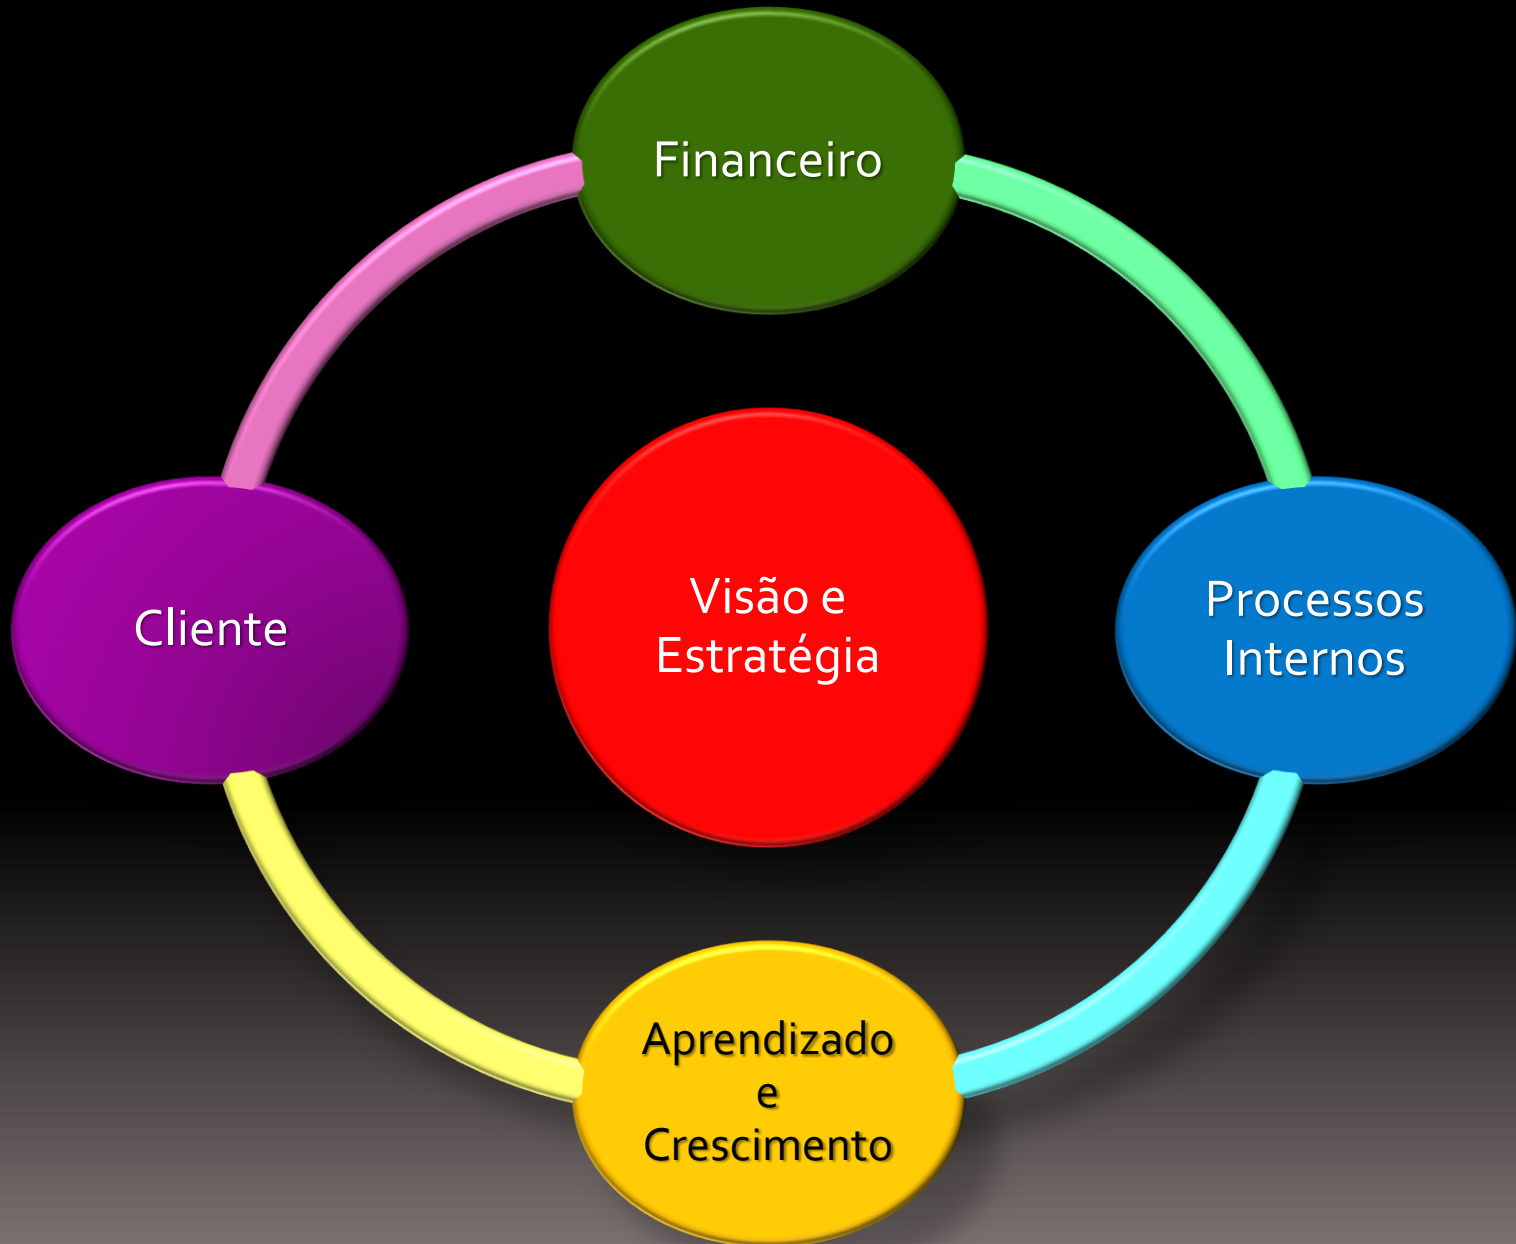 Financeiro
Cliente
Visão e
Estratégia
Processos
Internos
Aprendizado
e
Crescimento